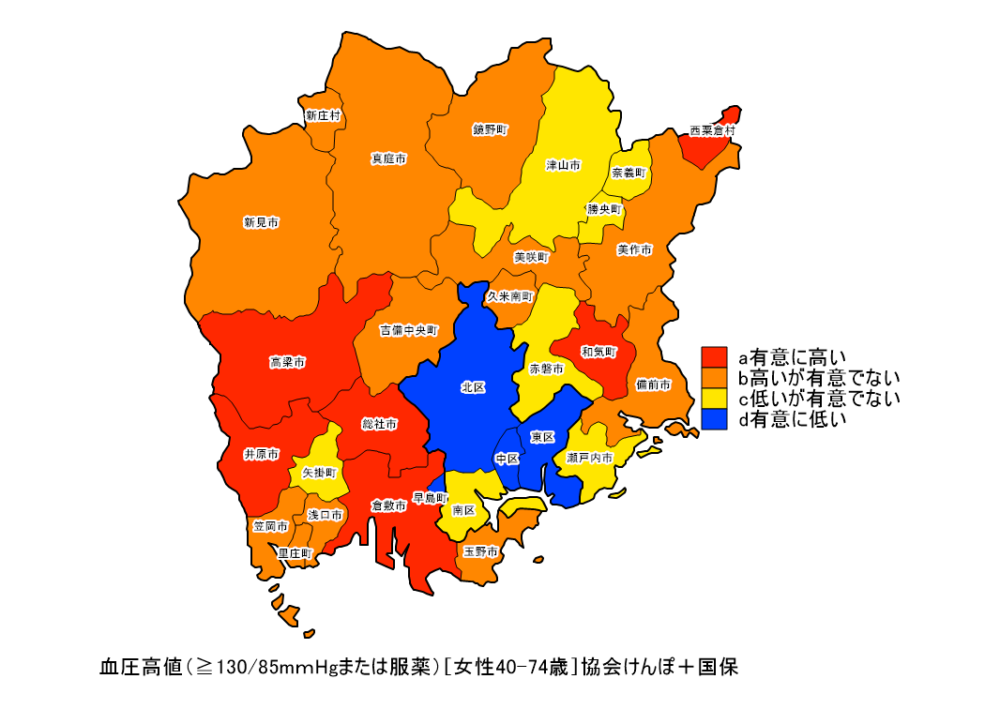 新庄村
鏡野町
西粟倉村
真庭市
津山市
奈義町
勝央町
新見市
美作市
美咲町
久米南町
吉備中央町
高梁市
和気町
赤磐市
備前市
北区
総社市
東区
井原市
中区
瀬戸内市
矢掛町
早島町
倉敷市
南区
浅口市
笠岡市
里庄町
玉野市
a有意に高い
b高いが有意でない
c低いが有意でない
d有意に低い
血圧高値(≧130/85mmHgまたは服薬)[女性40-74歳]協会けんぽ+国保